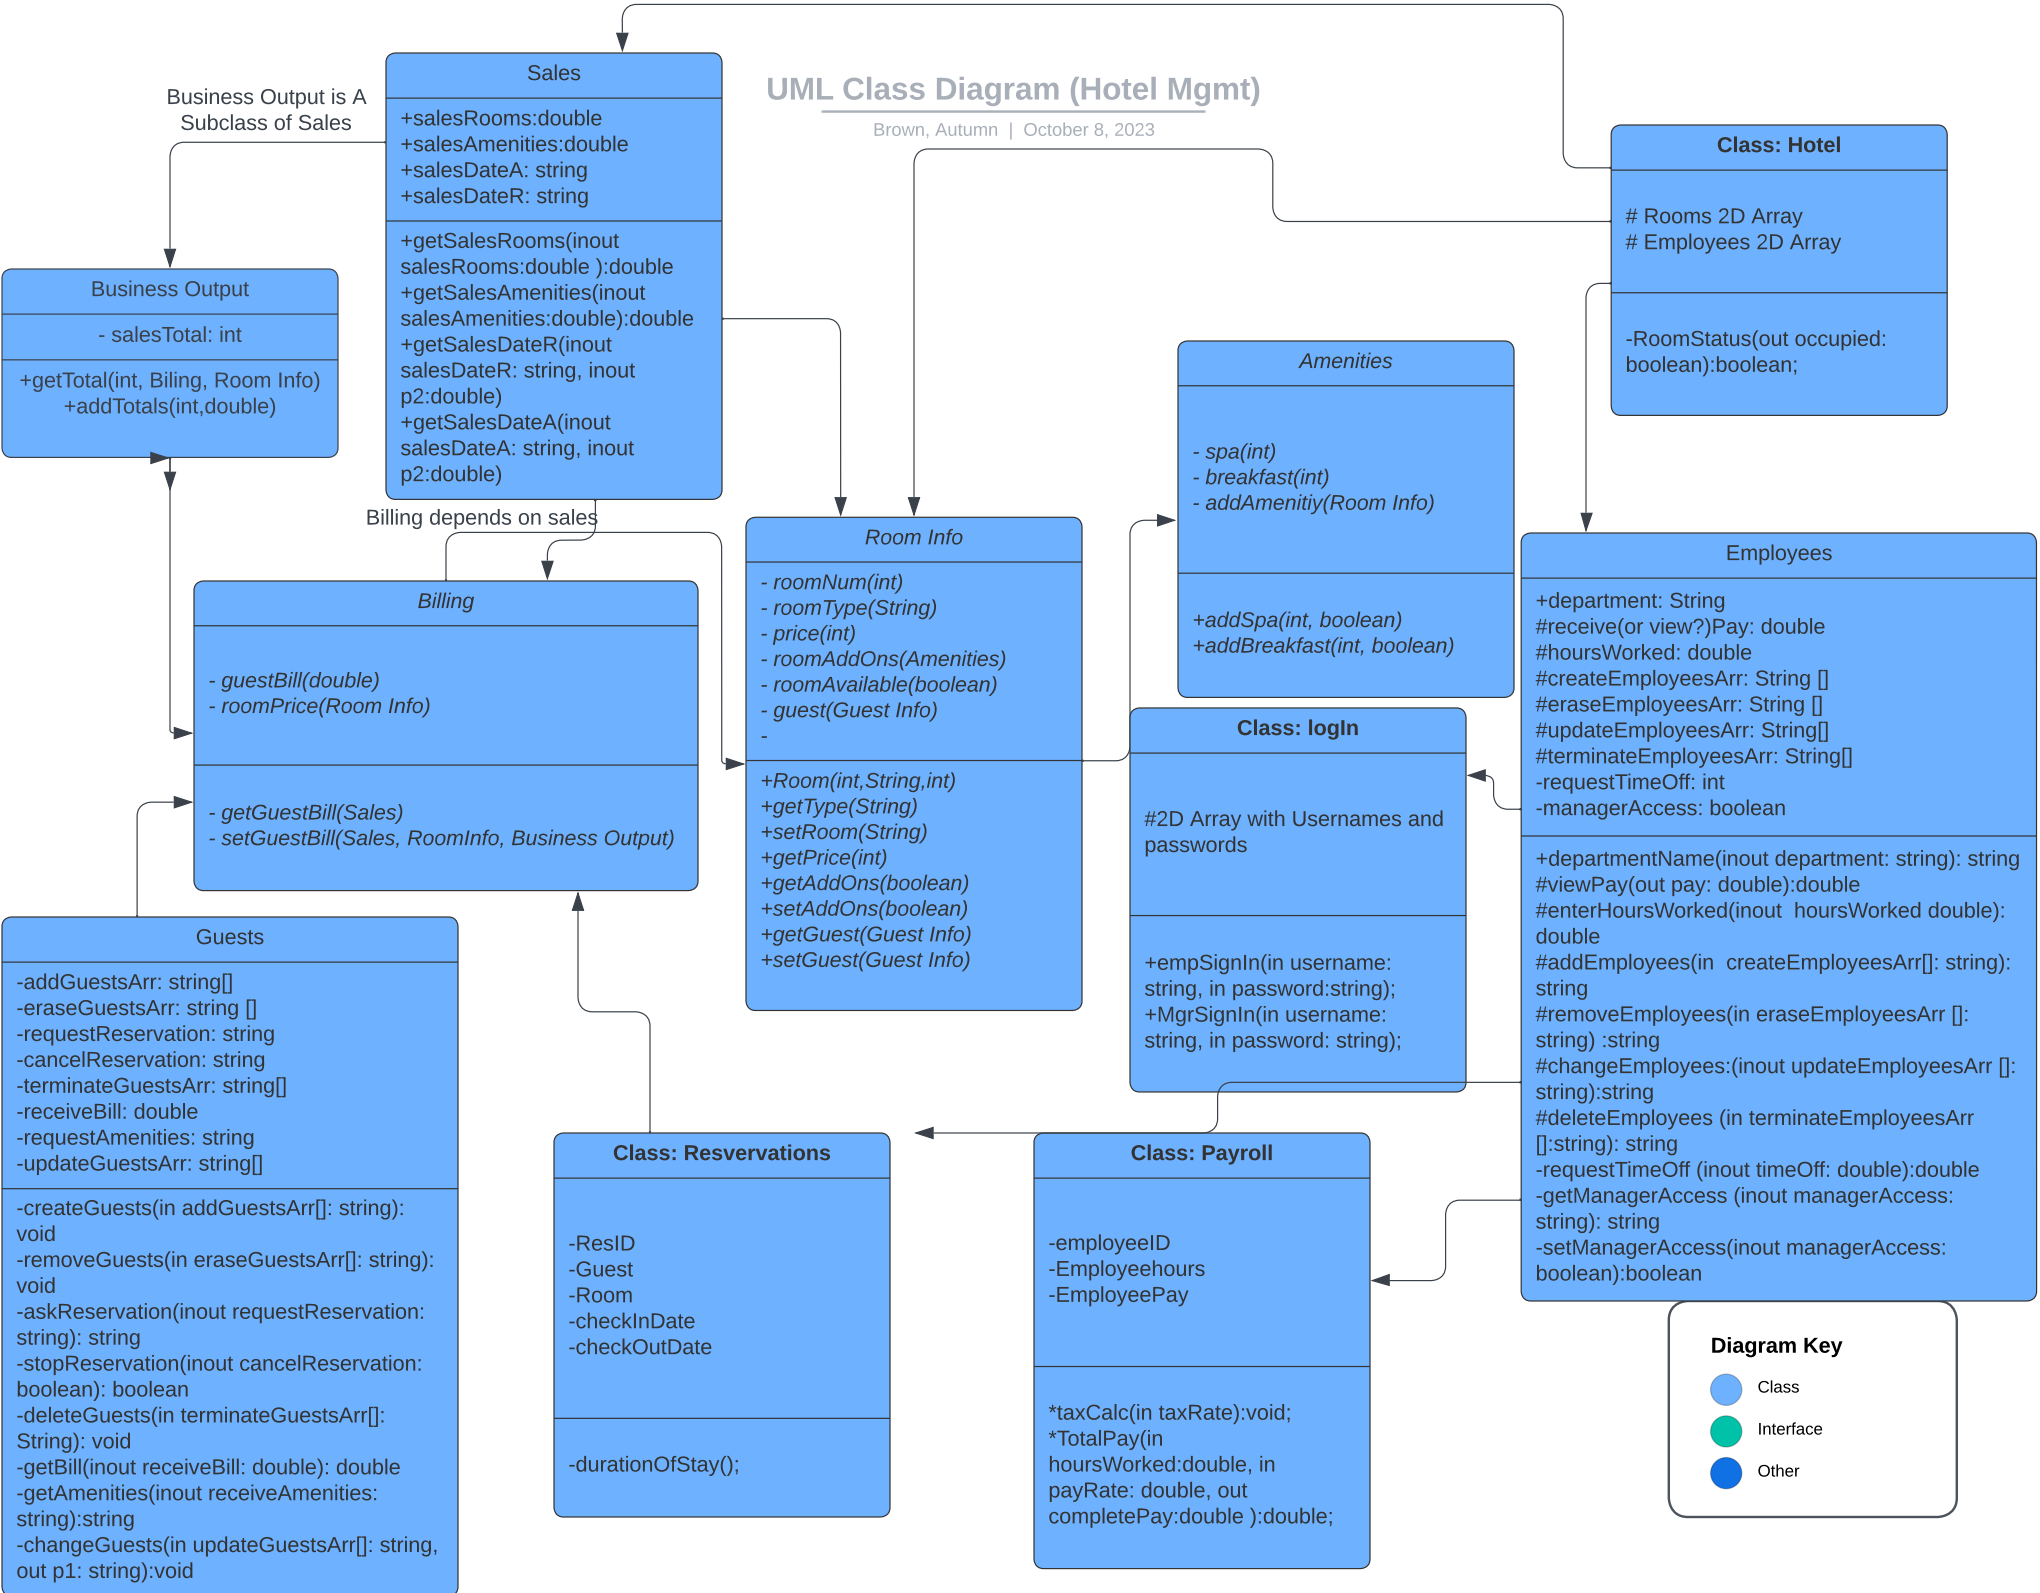 UML Class Diagram (Hotel Mgmt)
Brown, Autumn | October 8, 2023
Sales
+salesRooms:double
+salesAmenities:double
+salesDateA: string
+salesDateR: string
+getSalesRooms(inout
salesRooms:double ):double
+getSalesAmenities(inout
salesAmenities:double):double
+getSalesDateR(inout
salesDateR: string, inout
p2:double)
+getSalesDateA(inout
salesDateA: string, inout
p2:double)
Business Output is A
Subclass of Sales
Business Output
- salesTotal: int
+getTotal(int, Biling, Room Info)
+addTotals(int,double)
Class: Hotel
# Rooms 2D Array
# Employees 2D Array
-RoomStatus(out occupied:
boolean):boolean;
Amenities
- spa(int)
- breakfast(int)
- addAmenitiy(Room Info)
+addSpa(int, boolean)
+addBreakfast(int, boolean)
Billing depends on sales
Billing
- guestBill(double)
- roomPrice(Room Info)
- getGuestBill(Sales)
- setGuestBill(Sales, RoomInfo, Business Output)
Room Info
- roomNum(int)
- roomType(String)
- price(int)
- roomAddOns(Amenities)
- roomAvailable(boolean)
- guest(Guest Info)
-
+Room(int,String,int)
+getType(String)
+setRoom(String)
+getPrice(int)
+getAddOns(boolean)
+setAddOns(boolean)
+getGuest(Guest Info)
+setGuest(Guest Info)
Class: logIn
#2D Array with Usernames and
passwords
+empSignIn(in username:
string, in password:string);
+MgrSignIn(in username:
string, in password: string);
Employees
+department: String
#receive(or view?)Pay: double
#hoursWorked: double
#createEmployeesArr: String []
#eraseEmployeesArr: String []
#updateEmployeesArr: String[]
#terminateEmployeesArr: String[]
-requestTimeOff: int
-managerAccess: boolean
+departmentName(inout department: string): string
#viewPay(out pay: double):double
#enterHoursWorked(inout  hoursWorked double):
double
#addEmployees(in  createEmployeesArr[]: string):
string
#removeEmployees(in eraseEmployeesArr []:
string) :string
#changeEmployees:(inout updateEmployeesArr []:
string):string
#deleteEmployees (in terminateEmployeesArr
[]:string): string
-requestTimeOff (inout timeOff: double):double
-getManagerAccess (inout managerAccess:
string): string
-setManagerAccess(inout managerAccess:
boolean):boolean
Guests
-addGuestsArr: string[]
-eraseGuestsArr: string []
-requestReservation: string
-cancelReservation: string
-terminateGuestsArr: string[]
-receiveBill: double
-requestAmenities: string
-updateGuestsArr: string[]
-createGuests(in addGuestsArr[]: string):
void
-removeGuests(in eraseGuestsArr[]: string):
void
-askReservation(inout requestReservation:
string): string
-stopReservation(inout cancelReservation:
boolean): boolean
-deleteGuests(in terminateGuestsArr[]:
String): void
-getBill(inout receiveBill: double): double
-getAmenities(inout receiveAmenities:
string):string
-changeGuests(in updateGuestsArr[]: string,
out p1: string):void
Class: Resvervations
-ResID
-Guest
-Room
-checkInDate
-checkOutDate
-durationOfStay();
Class: Payroll
-employeeID
-Employeehours
-EmployeePay
*taxCalc(in taxRate):void;
*TotalPay(in
hoursWorked:double, in
payRate: double, out
completePay:double ):double;
Diagram Key
Class
Interface
Other